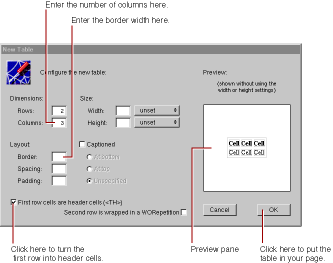 Enter the number of columns here.
Enter the border width here.
New Table
Configure the new table:
Preview:
(shown without using the
width or height settings)
Dimensions:
Size:
Rows: 2
Width: unset
Columns: 3
Height: unset
Cell Cell Cell
Cell Cell Cell
Layout
Captioned
Border:
At bottom
Spacing:
At top
Padding:
Unspecified
First row cells are header cells (<TH>)
Second row is wrapped in a WORepetition
Cancel
OK
Click here to turn the
first row into header cells.
Preview pane
Click here to put the
table in your page.